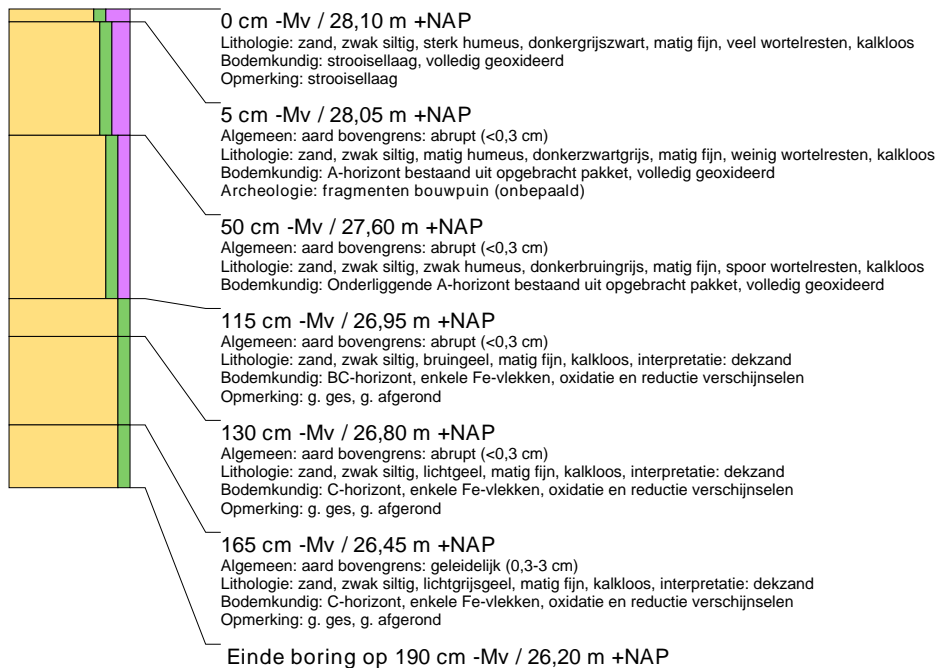 0 cm -Mv / 28,10 m +NAP
Lithologie: zand, zwak siltig, sterk humeus, donkergrijszwart, matig fijn, veel wortelresten, kalkloos
Bodemkundig: strooisellaag, volledig geoxideerd
Opmerking: strooisellaag
5 cm -Mv / 28,05 m +NAP
Algemeen: aard bovengrens: abrupt (<0,3 cm)
Lithologie: zand, zwak siltig, matig humeus, donkerzwartgrijs, matig fijn, weinig wortelresten, kalkloos
Bodemkundig: A-horizont bestaand uit opgebracht pakket, volledig geoxideerd
Archeologie: fragmenten bouwpuin (onbepaald)
50 cm -Mv / 27,60 m +NAP
Algemeen: aard bovengrens: abrupt (<0,3 cm)
Lithologie: zand, zwak siltig, zwak humeus, donkerbruingrijs, matig fijn, spoor wortelresten, kalkloos
Bodemkundig: Onderliggende A-horizont bestaand uit opgebracht pakket, volledig geoxideerd
115 cm -Mv / 26,95 m +NAP
Algemeen: aard bovengrens: abrupt (<0,3 cm)
Lithologie: zand, zwak siltig, bruingeel, matig fijn, kalkloos, interpretatie: dekzand
Bodemkundig: BC-horizont, enkele Fe-vlekken, oxidatie en reductie verschijnselen
Opmerking: g. ges, g. afgerond
130 cm -Mv / 26,80 m +NAP
Algemeen: aard bovengrens: abrupt (<0,3 cm)
Lithologie: zand, zwak siltig, lichtgeel, matig fijn, kalkloos, interpretatie: dekzand
Bodemkundig: C-horizont, enkele Fe-vlekken, oxidatie en reductie verschijnselen
Opmerking: g. ges, g. afgerond
165 cm -Mv / 26,45 m +NAP
Algemeen: aard bovengrens: geleidelijk (0,3-3 cm)
Lithologie: zand, zwak siltig, lichtgrijsgeel, matig fijn, kalkloos, interpretatie: dekzand
Bodemkundig: C-horizont, enkele Fe-vlekken, oxidatie en reductie verschijnselen
Opmerking: g. ges, g. afgerond
Einde boring op 190 cm -Mv / 26,20 m +NAP